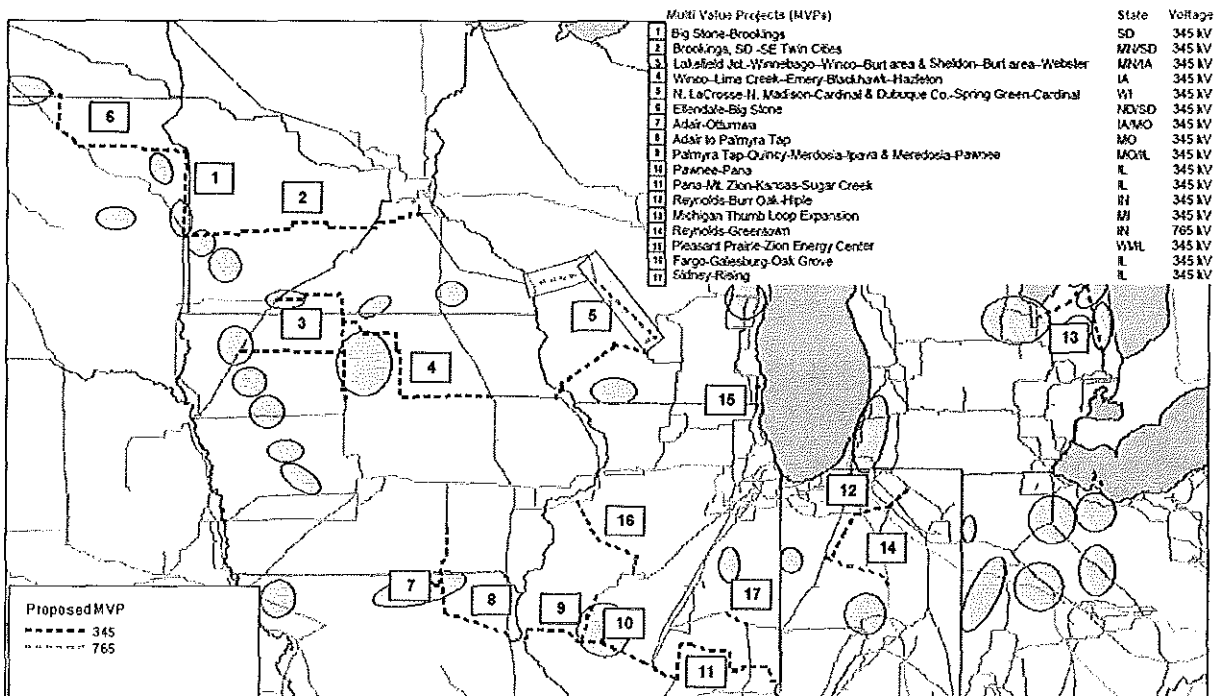 Multi Value Projects (MVPs) State Voltage
1 Big Stone-Brookings SD 345 kV
2 Brookings, SD -SE Twin Cities MN/SD 345 kV
3 Lakefield Jct.-Winnebago-Winco-Burt area & Sheldon-Burt area-Webster MN/IA 345 kV
4 Winco-Lime Creek-Emery-Blackhawk-Hazleton IA 345 kV
5 N. LaCrosse-N. Madison-Cardinal & Dubuque Co.-Spring Green-Cardinal WI 345 kV
6 Ellendale-Big Stone ND/SD 345 kV
7 Adair-Ottumwa IA/MO 345 kV
8 Adair to Palmyra Tap MO 345 kV
9 Palmyra Tap-Quincy-Merdosia-Ipava & Meredosia-Pawnee MO/IL 345 kV
10 Pawnee-Pana IL 345 kV
11 Pana-Mt. Zion-Kansas-Sugar Creek IL 345 kV
12 Reynolds-Burr Oak-Hiple IN 345 kV
13 Michigan Thumb Loop Expansion MI 345 kV
14 Reynolds-Greentown IN 765 kV
15 Pleasant Prairie-Zion Energy Center WI/IL 345 kV
16 Fargo-Galesburg-Oak Grove IL 345 kV
17 Sidney-Rising IL 345 kV
6
1
2
3
4
5
13
15
12
16
14
7
8
9
10
17
11
Proposed MVP
345
765